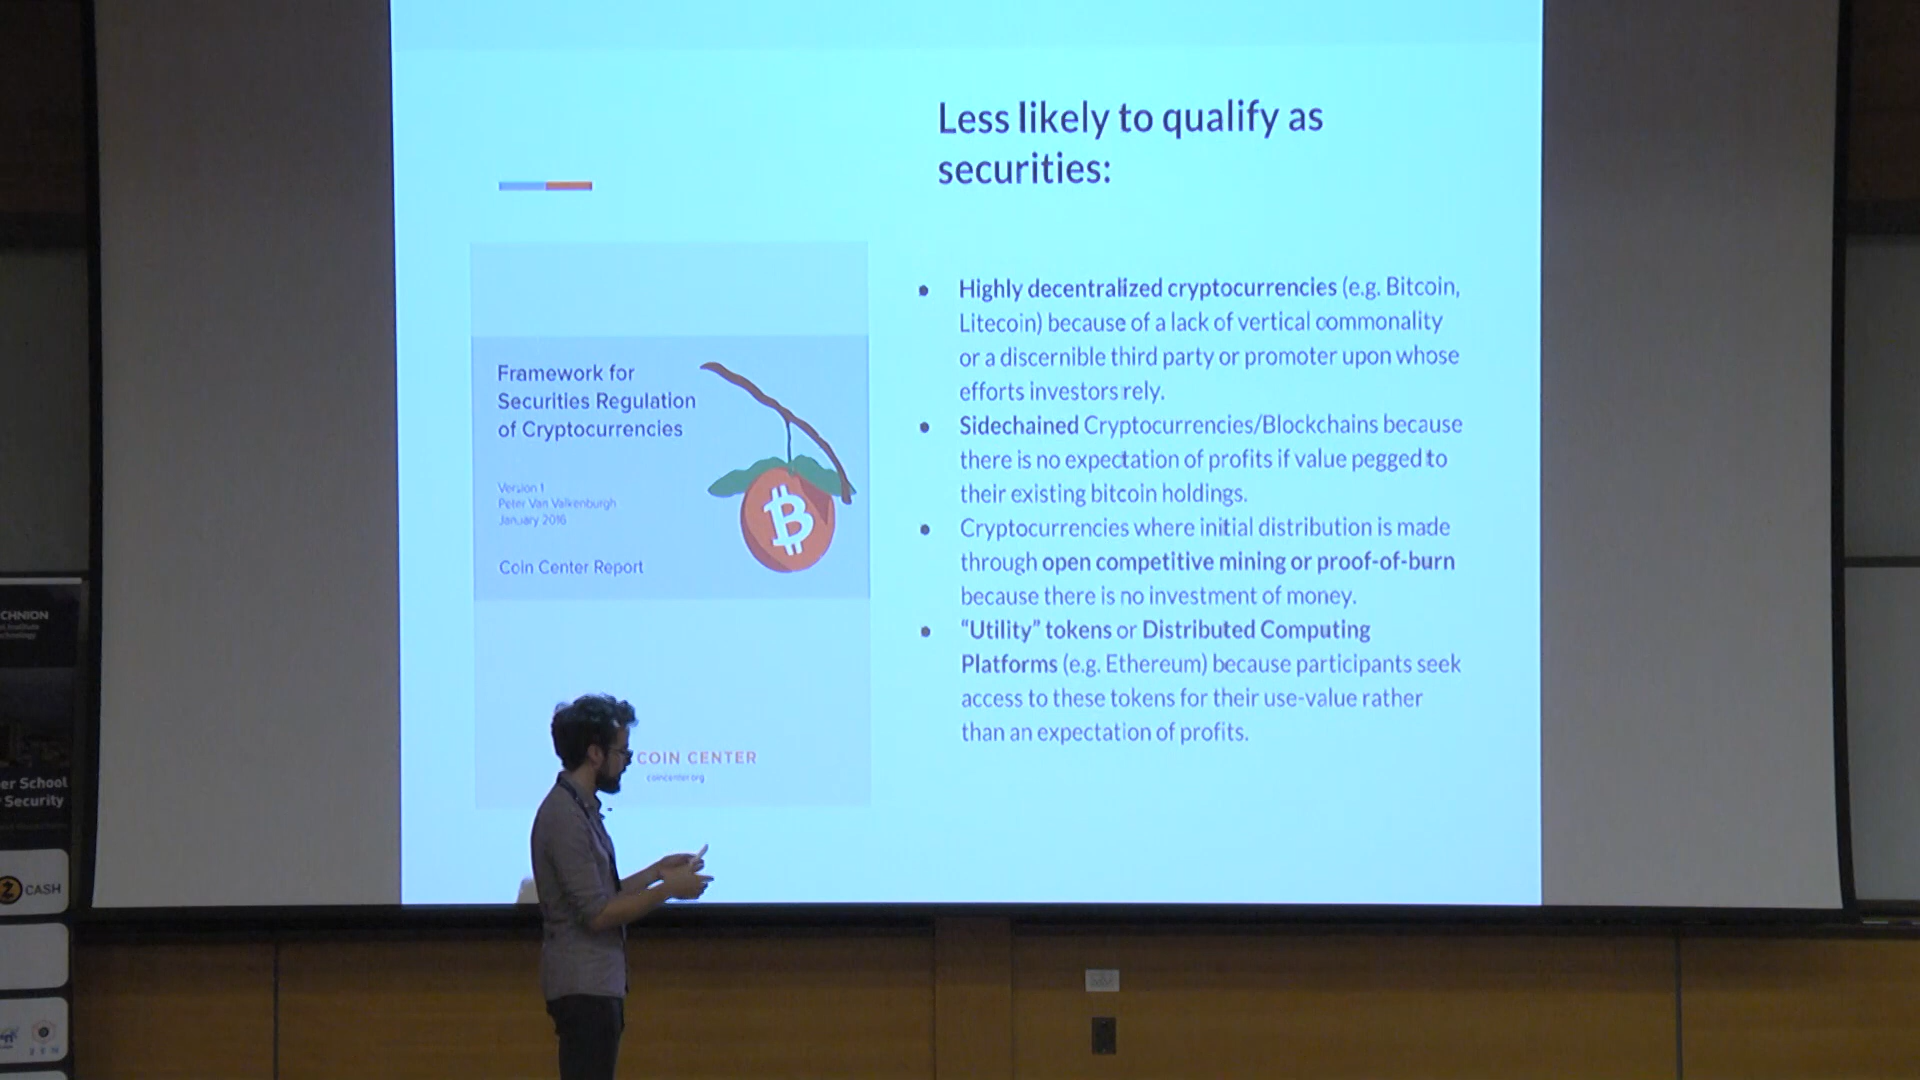 Less likely to qualify as
securities:
Highly decentralized cryptocurrencies (e.g. Bitcoin,
Litecoin) because of a lack of vertical commonality
or a discernible third party or promoter upon whose
efforts investors rely.
Sidechained Cryptocurrencies/Blockchains because
there is no expectation of profits if value pegged to
their existing bitcoin holdings.
Cryptocurrencies where initial distribution is made
through open competitive mining or proof-of-burn
because there is no investment of money.
“Utility” tokens or Distributed Computing
Platforms (e.g. Ethereum) because participants seek
access to these tokens for their use-value rather
than an expectation of profits.
Framework for
Securities Regulation
of Cryptocurrencies
Version 1
Peter Van Valkenburgh
January 2016
Coin Center Report
COIN CENTER
coincenter.org
CHNION
er School
Security
CASH